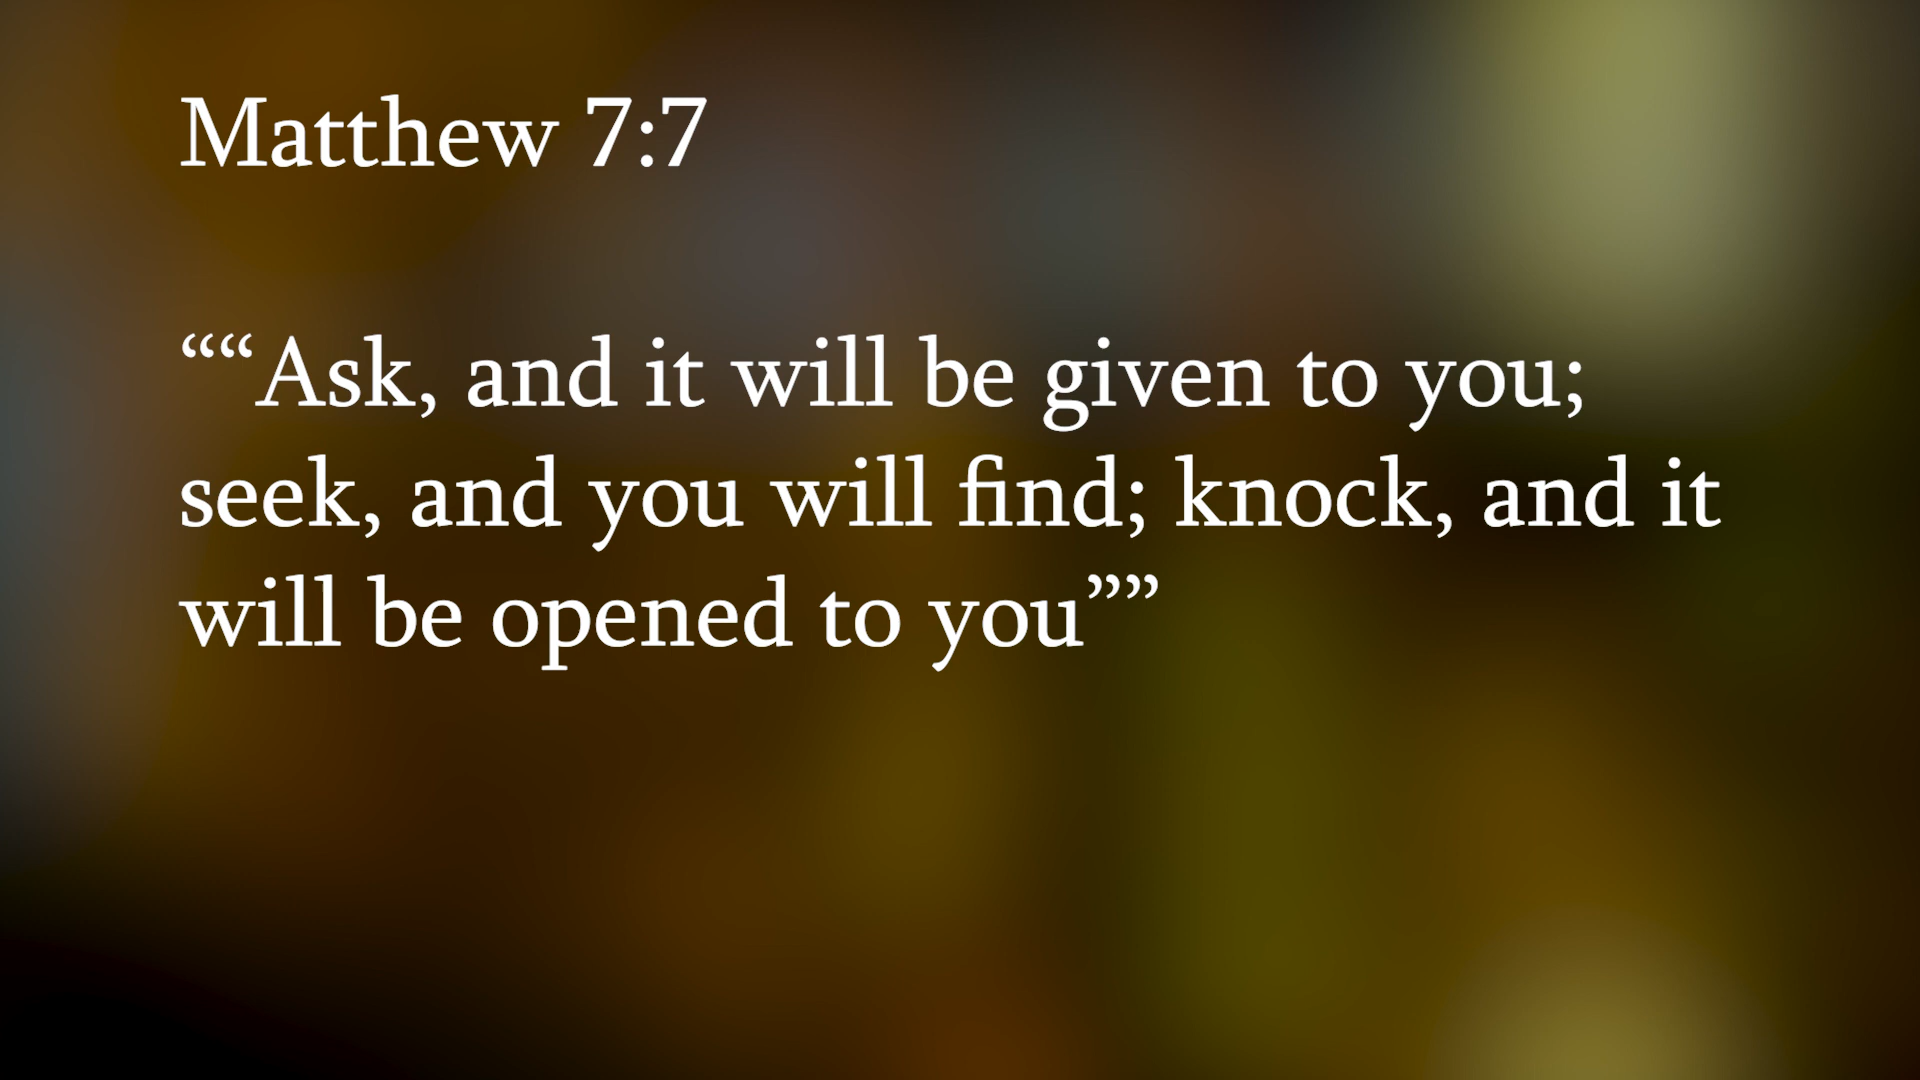 Matthew 7:7
““Ask, and it will be given to you;
seek, and you will find; knock, and it
will be opened to you””